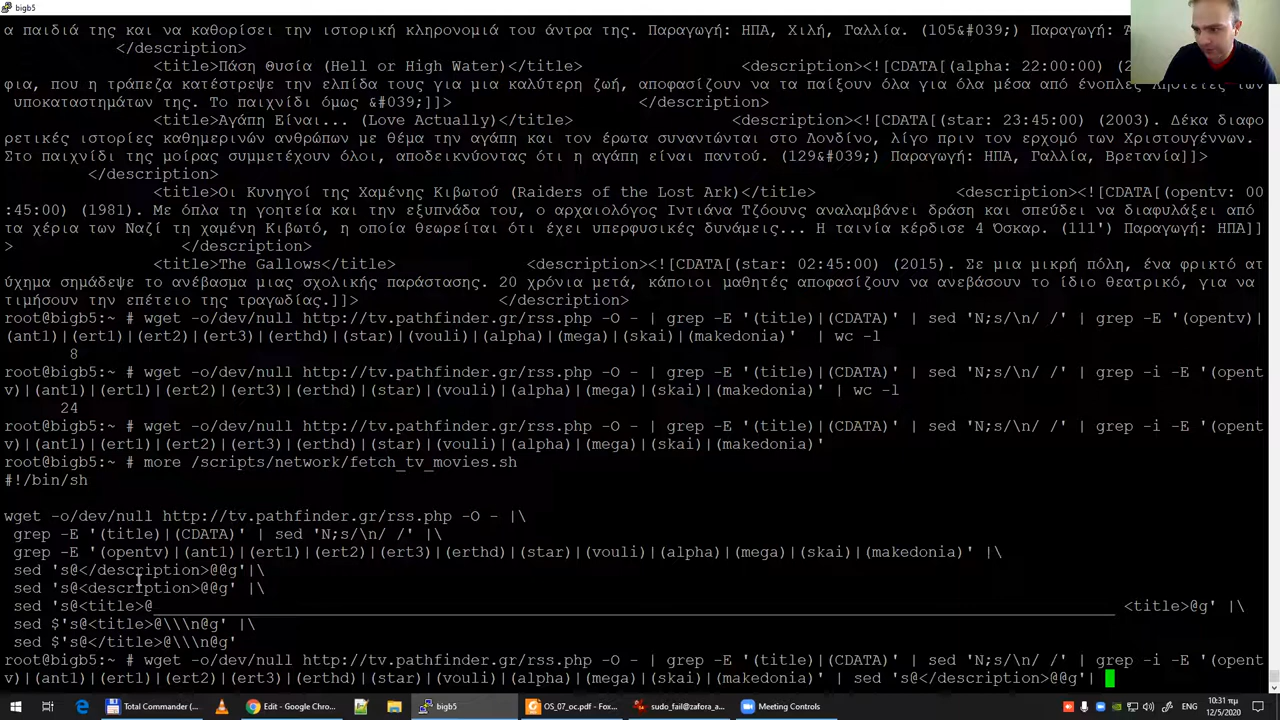 bigb5
α παιδιά της και να καθορίσει την ιστορική κληρονομιά του άντρα της. Παραγωγή: ΗΠΑ, Χιλή, Γαλλία. (105&#039;) Παραγωγή:
</description>
<title>Πάση Θυσία (Hell or High Water)</title> <description><![CDATA[(alpha: 22:00:00) (2
φια, που η τράπεζα κατέστρεψε την ελπίδα τους για μια καλύτερη ζωή, αποφασίζουν να τα παίξουν όλα για όλα μέσα από ένοπλες ληστείες των
υποκαταστημάτων της. Το παιχνίδι όμως &#039;]]> </description>
<title>Αγάπη Είναι... (Love Actually)</title> <description><![CDATA[(star: 23:45:00) (2003). Δέκα διαφο
ρετικές ιστορίες καθημερινών ανθρώπων με θέμα την αγάπη και τον έρωτα συναντώνται στο Λονδίνο, λίγο πριν τον ερχομό των Χριστουγέννων.
Στο παιχνίδι της μοίρας συμμετέχουν όλοι, αποδεικνύοντας ότι η αγάπη είναι παντού. (129&#039;) Παραγωγή: ΗΠΑ, Γαλλία, Βρετανία]]>
</description>
<title>Οι Κυνηγοί της Χαμένης Κιβωτού (Raiders of the Lost Ark)</title> <description><![CDATA[(opentv: 00
:45:00) (1981). Με όπλα τη γοητεία και την εξυπνάδα του, ο αρχαιολόγος Ιντιάνα Τζόουνς αναλαμβάνει δράση και σπεύδει να διαφυλάξει από
τα χέρια των Ναζί τη χαμένη Κιβωτό, η οποία θεωρείται ότι έχει υπερφυσικές δυνάμεις... Η ταινία κέρδισε 4 Όσκαρ. (111') Παραγωγή: ΗΠΑ]]
> </description>
<title>The Gallows</title> <description><![CDATA[(star: 02:45:00) (2015). Σε μια μικρή πόλη, ένα φρικτό ατ
ύχημα σημάδεψε το ανέβασμα μιας σχολικής παράστασης. 20 χρόνια μετά, κάποιοι μαθητές αποφασίζουν να ανεβάσουν το ίδιο θεατρικό, για να
τιμήσουν την επέτειο της τραγωδίας.]]> </description>
root@bigb5:~ # wget -o/dev/null http://tv.pathfinder.gr/rss.php -O - | grep -E '(title)|(CDATA)' | sed 'N;s/\n/ /' | grep -E '(opentv)|
(ant1)|(ert1)|(ert2)|(ert3)|(erthd)|(star)|(vouli)|(alpha)|(mega)|(skai)|(makedonia)' | wc -l
8
root@bigb5:~ # wget -o/dev/null http://tv.pathfinder.gr/rss.php -O - | grep -E '(title)|(CDATA)' | sed 'N;s/\n/ /' | grep -i -E '(opent
v)|(ant1)|(ert1)|(ert2)|(ert3)|(erthd)|(star)|(vouli)|(alpha)|(mega)|(skai)|(makedonia)' | wc -l
24
root@bigb5:~ # wget -o/dev/null http://tv.pathfinder.gr/rss.php -O - | grep -E '(title)|(CDATA)' | sed 'N;s/\n/ /' | grep -i -E '(opent
v)|(ant1)|(ert1)|(ert2)|(ert3)|(erthd)|(star)|(vouli)|(alpha)|(mega)|(skai)|(makedonia)'
root@bigb5:~ # more /scripts/network/fetch_tv_movies.sh
#!/bin/sh
wget -o/dev/null http://tv.pathfinder.gr/rss.php -O - |\
grep -E '(title)|(CDATA)' | sed 'N;s/\n/ /' |\
grep -E '(opentv)|(ant1)|(ert1)|(ert2)|(ert3)|(erthd)|(star)|(vouli)|(alpha)|(mega)|(skai)|(makedonia)' |\
sed 's@</description>@@g'|\
sed 's@<description>@@g' |\
sed 's@<title>@________________________________________________________________________________________________________ <title>@g' |\
sed $'s@<title>@\\\n@g' |\
sed $'s@</title>@\\\n@g'
root@bigb5:~ # wget -o/dev/null http://tv.pathfinder.gr/rss.php -O - | grep -E '(title)|(CDATA)' | sed 'N;s/\n/ /' | grep -i -E '(opent
v)|(ant1)|(ert1)|(ert2)|(ert3)|(erthd)|(star)|(vouli)|(alpha)|(mega)|(skai)|(makedonia)' | sed 's@</description>@@g'|
Total Commander (... Edit - Google Chro... bigb5 OS_07_oc.pdf - Fox... sudo_fail@zafora_a... Meeting Controls ENG 10:31 πμ
12/5/2020